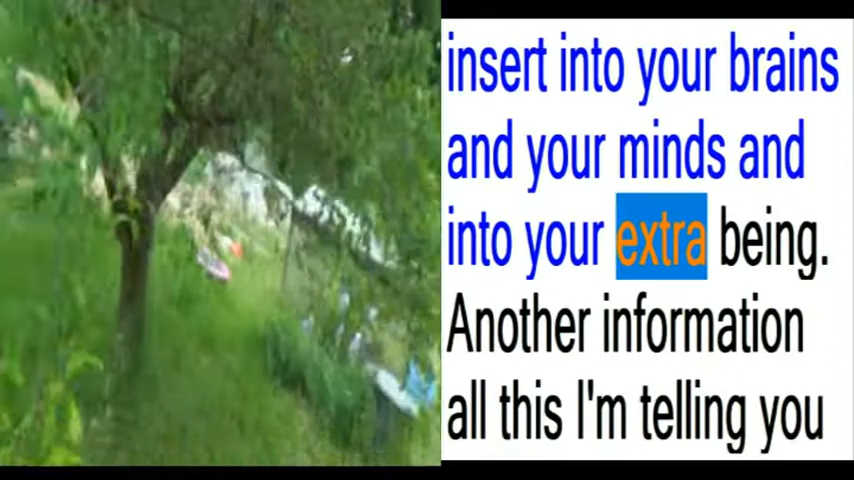 insert into your brains
and your minds and
into your extra being.
Another information
all this I'm telling you